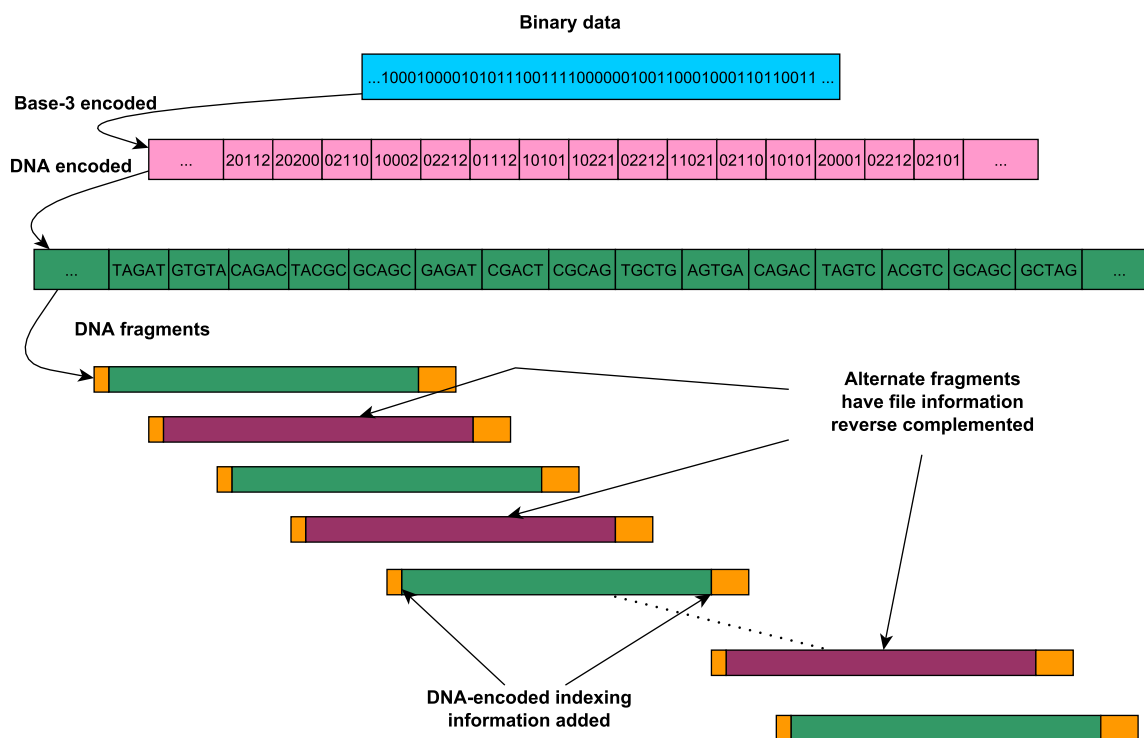 Binary data
...10001000010101110011110000001001100010001101100​11 ...
Base-3 encoded
... 20112 20200 02110 10002 02212 01112 10101 10221 02212 11021 02110 10101 20001 02212 02101 ...
DNA encoded
... TAGAT GTGTA CAGAC TACGC GCAGC GAGAT CGACT CGCAG TGCTG AGTGA CAGAC TAGTC ACGTC GCAGC GCTAG ...
DNA fragments
Alternate fragments
have file information
reverse complemented
DNA-encoded indexing
information added